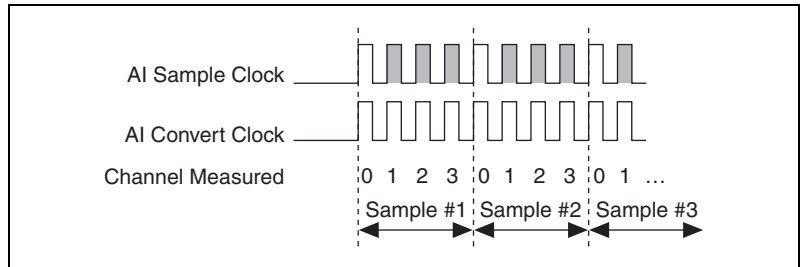 AI Sample Clock
AI Convert Clock
Channel Measured 0 1 2 3 0 1 2 3 0 1 ...
Sample #1 Sample #2 Sample #3